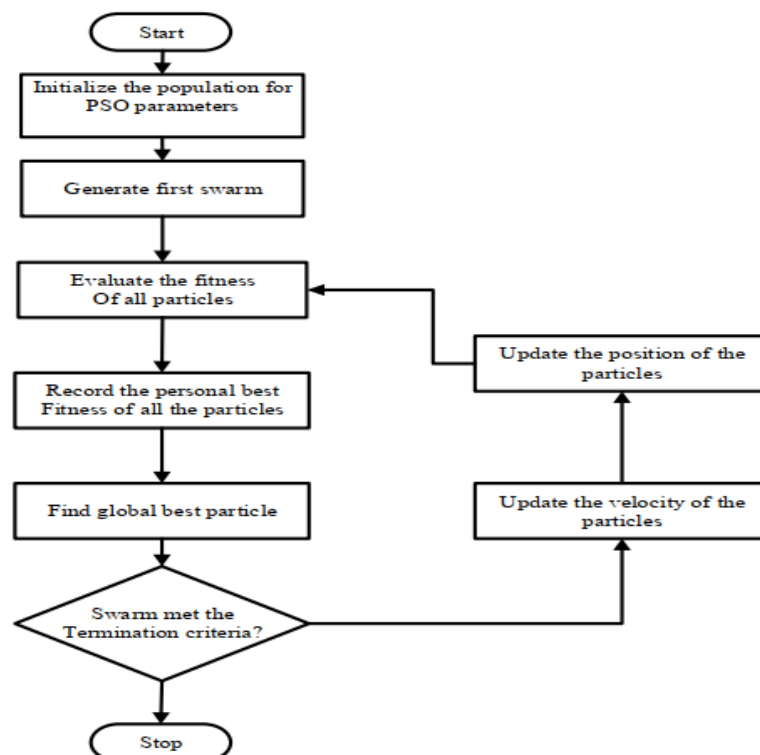 Start
Initialize the population for
PSO parameters
Generate first swarm
Evaluate the fitness
Of all particles
Record the personal best
Fitness of all the particles
Find global best particle
Swarm met the
Termination criteria?
Update the velocity of the
particles
Update the position of the
particles
Stop